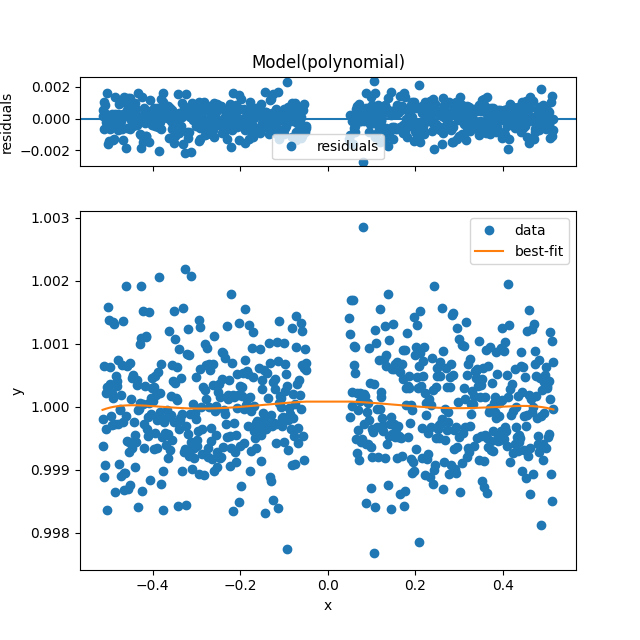 Model(polynomial)
residuals
0.002
0.000
−0.002
residuals
y
1.003
1.002
1.001
1.000
0.999
0.998
data
best-fit
−0.4
−0.2
0.0
0.2
0.4
x